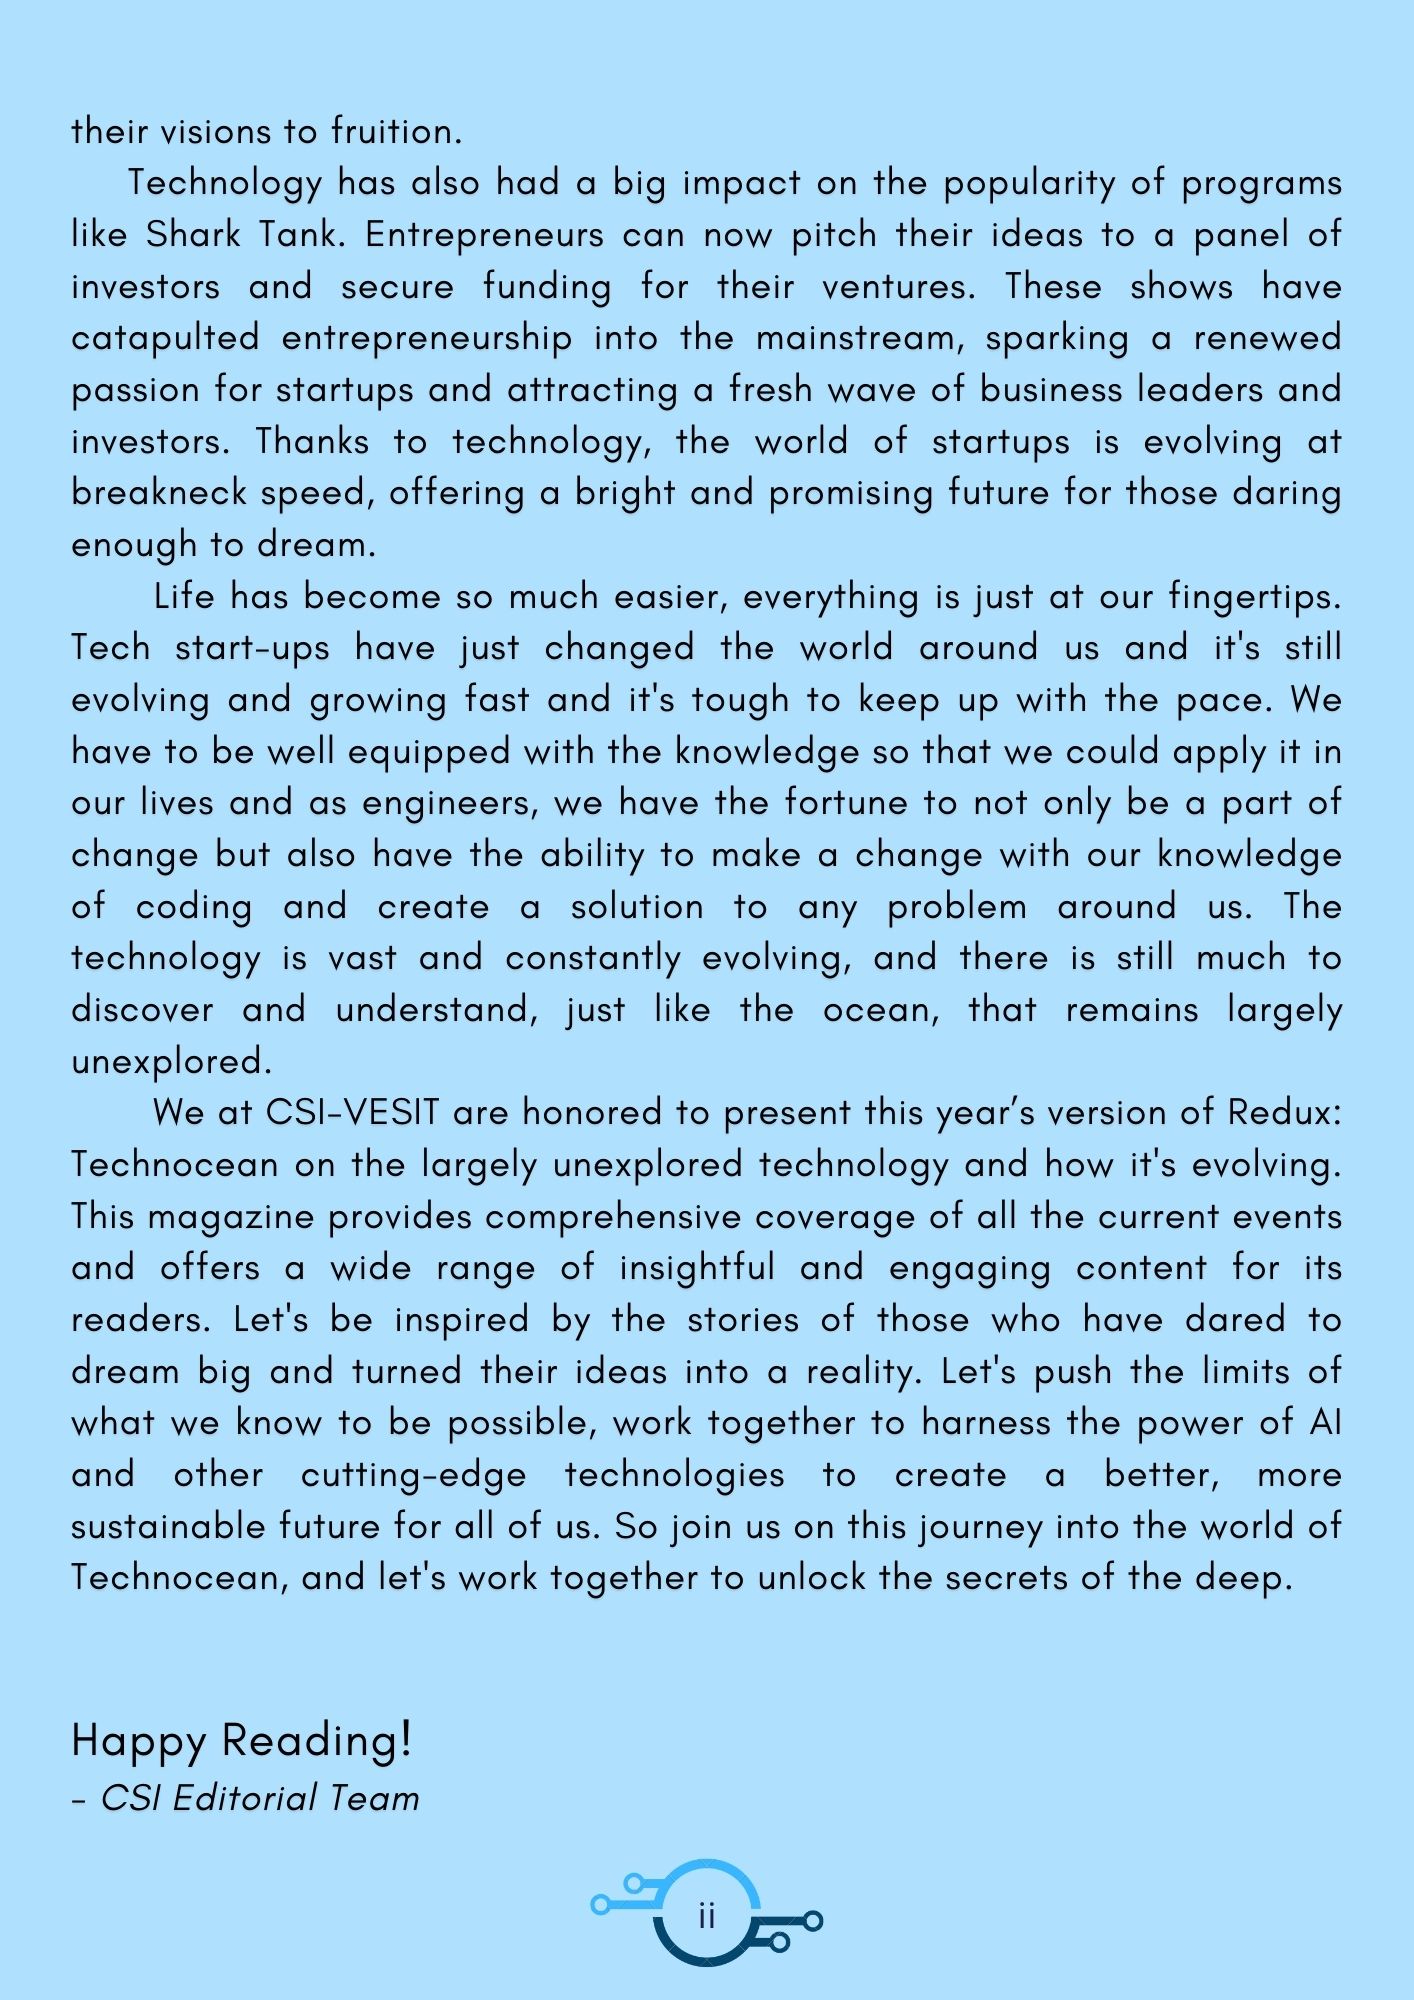 their visions to fruition.
Technology has also had a big impact on the popularity of programs
like Shark Tank. Entrepreneurs can now pitch their ideas to a panel of
investors and secure funding for their ventures. These shows have
catapulted entrepreneurship into the mainstream, sparking a renewed
passion for startups and attracting a fresh wave of business leaders and
investors. Thanks to technology, the world of startups is evolving at
breakneck speed, offering a bright and promising future for those daring
enough to dream.
Life has become so much easier, everything is just at our fingertips.
Tech start-ups have just changed the world around us and it's still
evolving and growing fast and it's tough to keep up with the pace. We
have to be well equipped with the knowledge so that we could apply it in
our lives and as engineers, we have the fortune to not only be a part of
change but also have the ability to make a change with our knowledge
of coding and create a solution to any problem around us. The
technology is vast and constantly evolving, and there is still much to
discover and understand, just like the ocean, that remains largely
unexplored.
We at CSI-VESIT are honored to present this year’s version of Redux:
Technocean on the largely unexplored technology and how it's evolving.
This magazine provides comprehensive coverage of all the current events
and offers a wide range of insightful and engaging content for its
readers. Let's be inspired by the stories of those who have dared to
dream big and turned their ideas into a reality. Let's push the limits of
what we know to be possible, work together to harness the power of AI
and other cutting-edge technologies to create a better, more
sustainable future for all of us. So join us on this journey into the world of
Technocean, and let's work together to unlock the secrets of the deep.
Happy Reading!
- CSI Editorial Team
ii